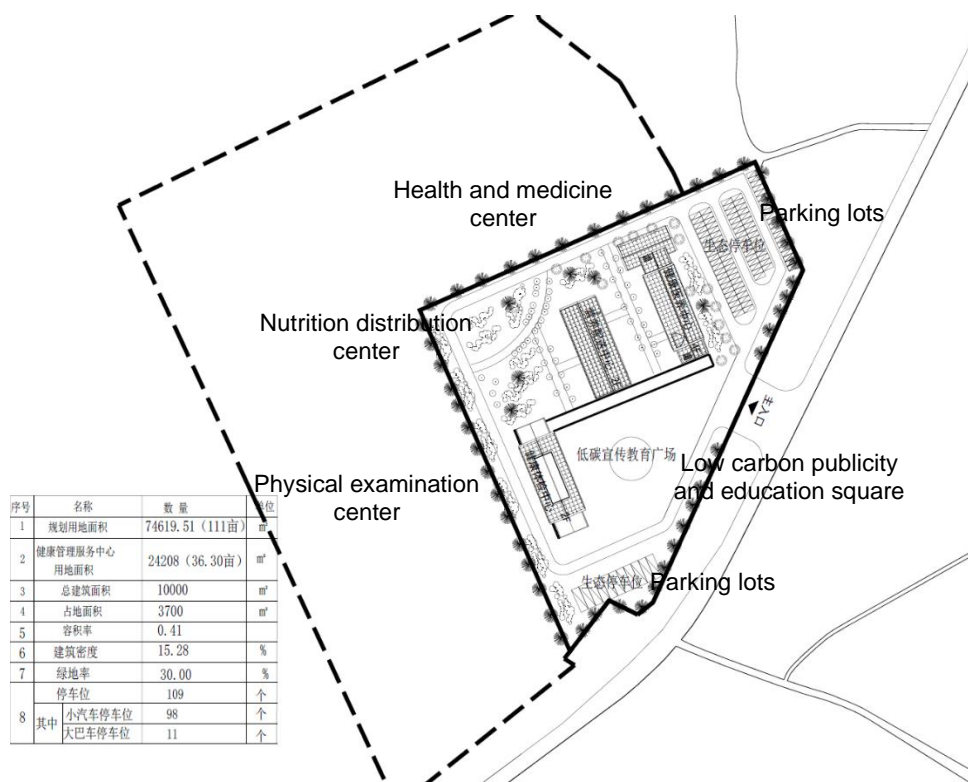 Health and medicine
center
Parking lots
生态停车位
Nutrition distribution
center
主入口
低碳宣传教育广场
Low carbon publicity
and education square
Physical examination
center
生态停车位
Parking lots
序号 名称 数量 单位
1 规划用地面积 74619.51（111亩） ㎡
2 健康管理服务中心
用地面积 24208（36.30亩） ㎡
3 总建筑面积 10000 ㎡
4 占地面积 3700 ㎡
5 容积率 0.41
6 建筑密度 15.28 %
7 绿地率 30.00 %
8 停车位 109 个
其中 小汽车停车位 98 个
大巴车停车位 11 个